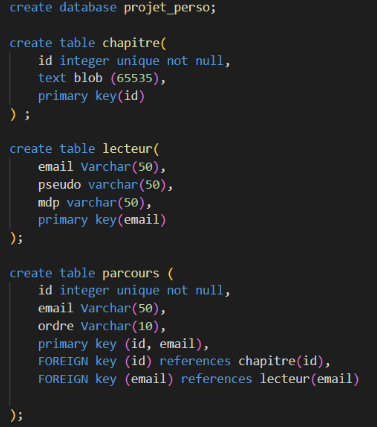 create database projet_perso;
create table chapitre(
id integer unique not null,
text blob (65535),
primary key(id)
) ;
create table lecteur(
email Varchar(50),
pseudo varchar(50),
mdp varchar(50),
primary key(email)
);
create table parcours (
id integer unique not null,
email Varchar(50),
ordre Varchar(10),
primary key (id, email),
FOREIGN key (id) references chapitre(id),
FOREIGN key (email) references lecteur(email)
);